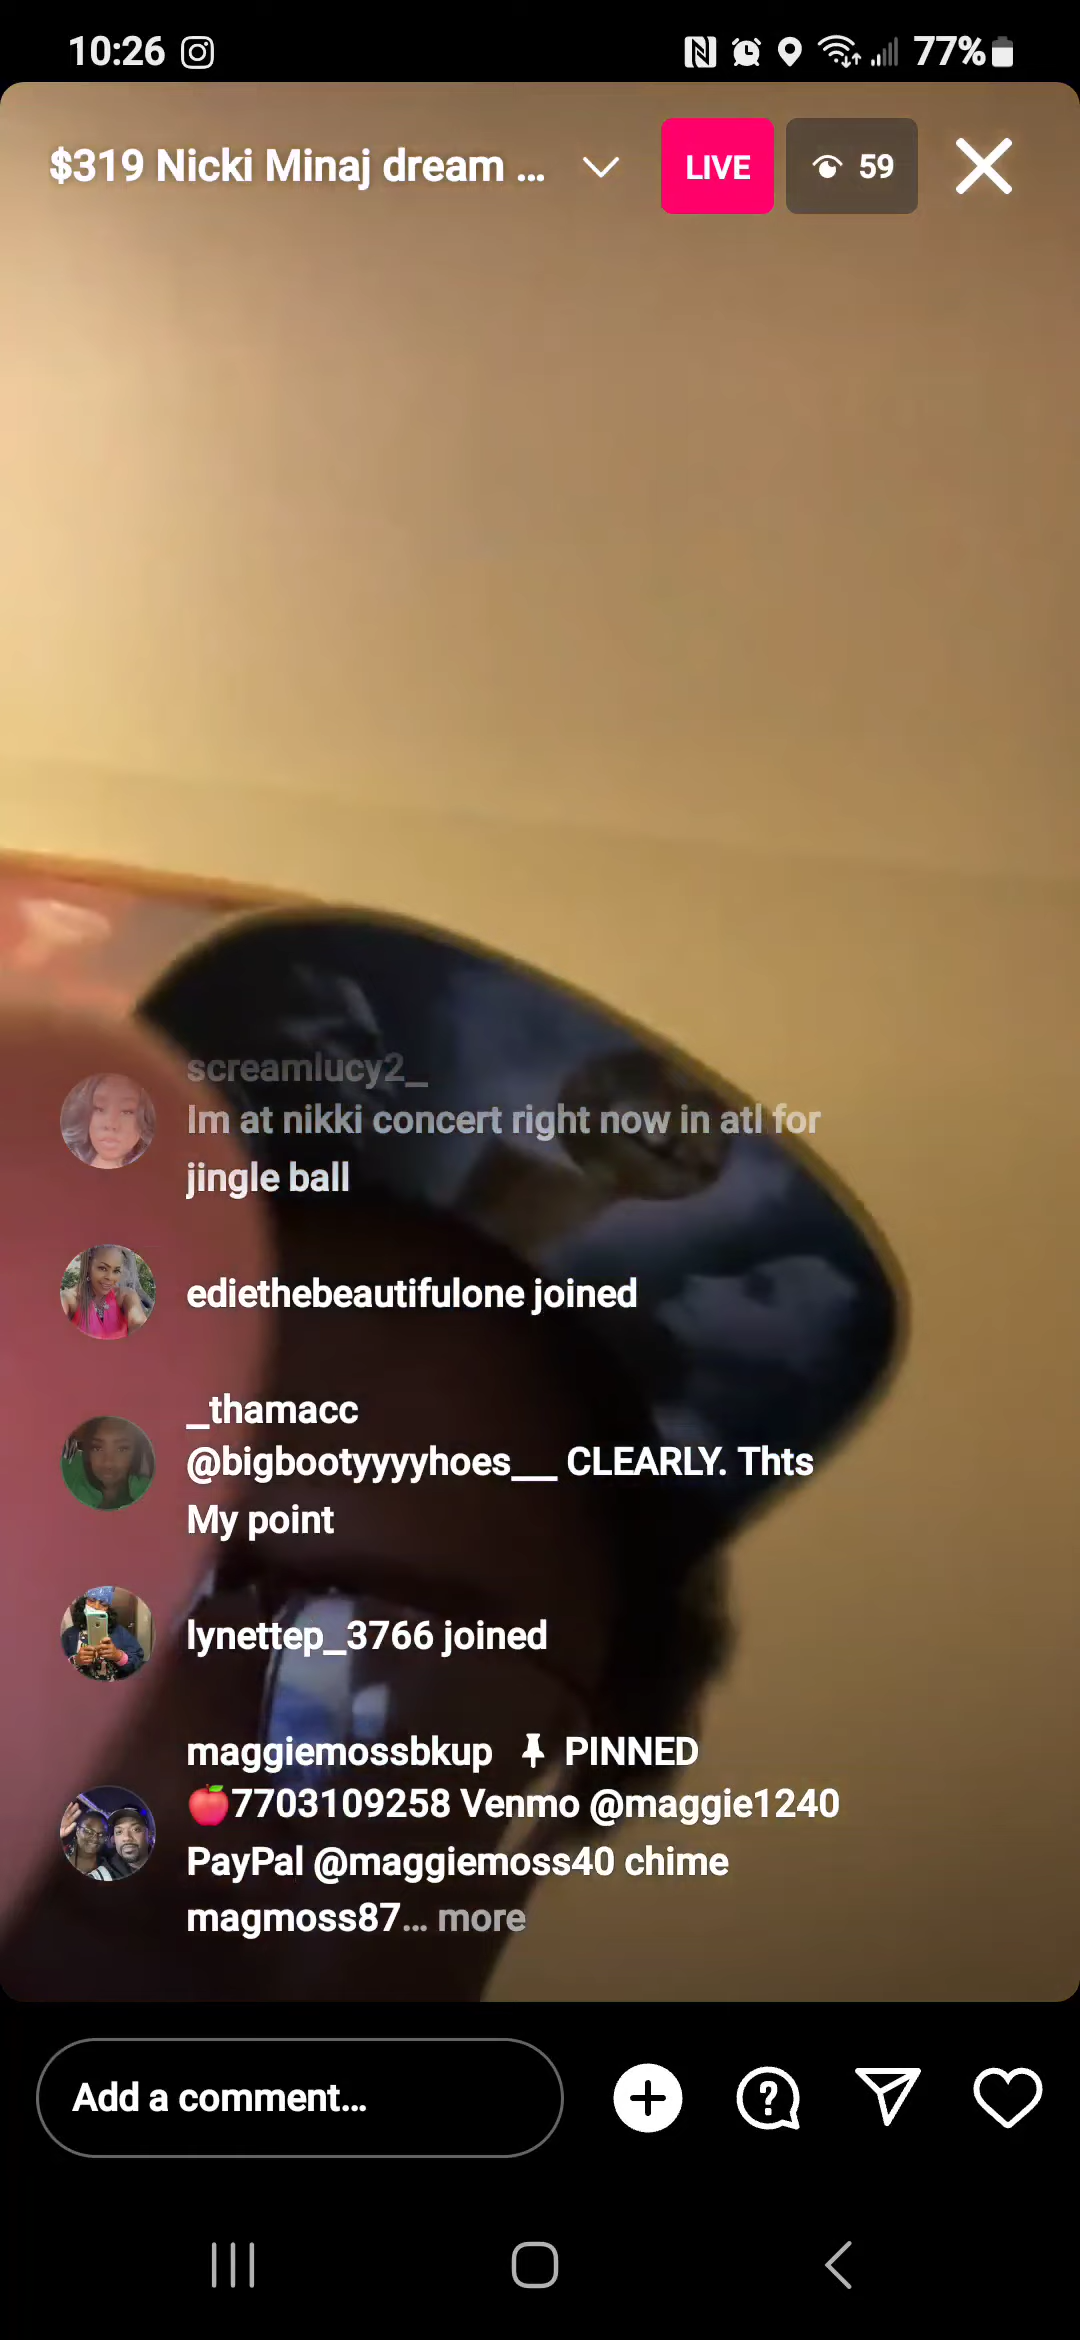 10:26
77%
$319 Nicki Minaj dream ...
LIVE
59
screamlucy2_
Im at nikki concert right now in atl for
jingle ball
ediethebeautifulone joined
_thamacc
@bigbootyyyyhoes__ CLEARLY. Thts
My point
lynettep_3766 joined
maggiemossbkup PINNED
🍎7703109258 Venmo @maggie1240
PayPal @maggiemoss40 chime
magmoss87... more
Add a comment...